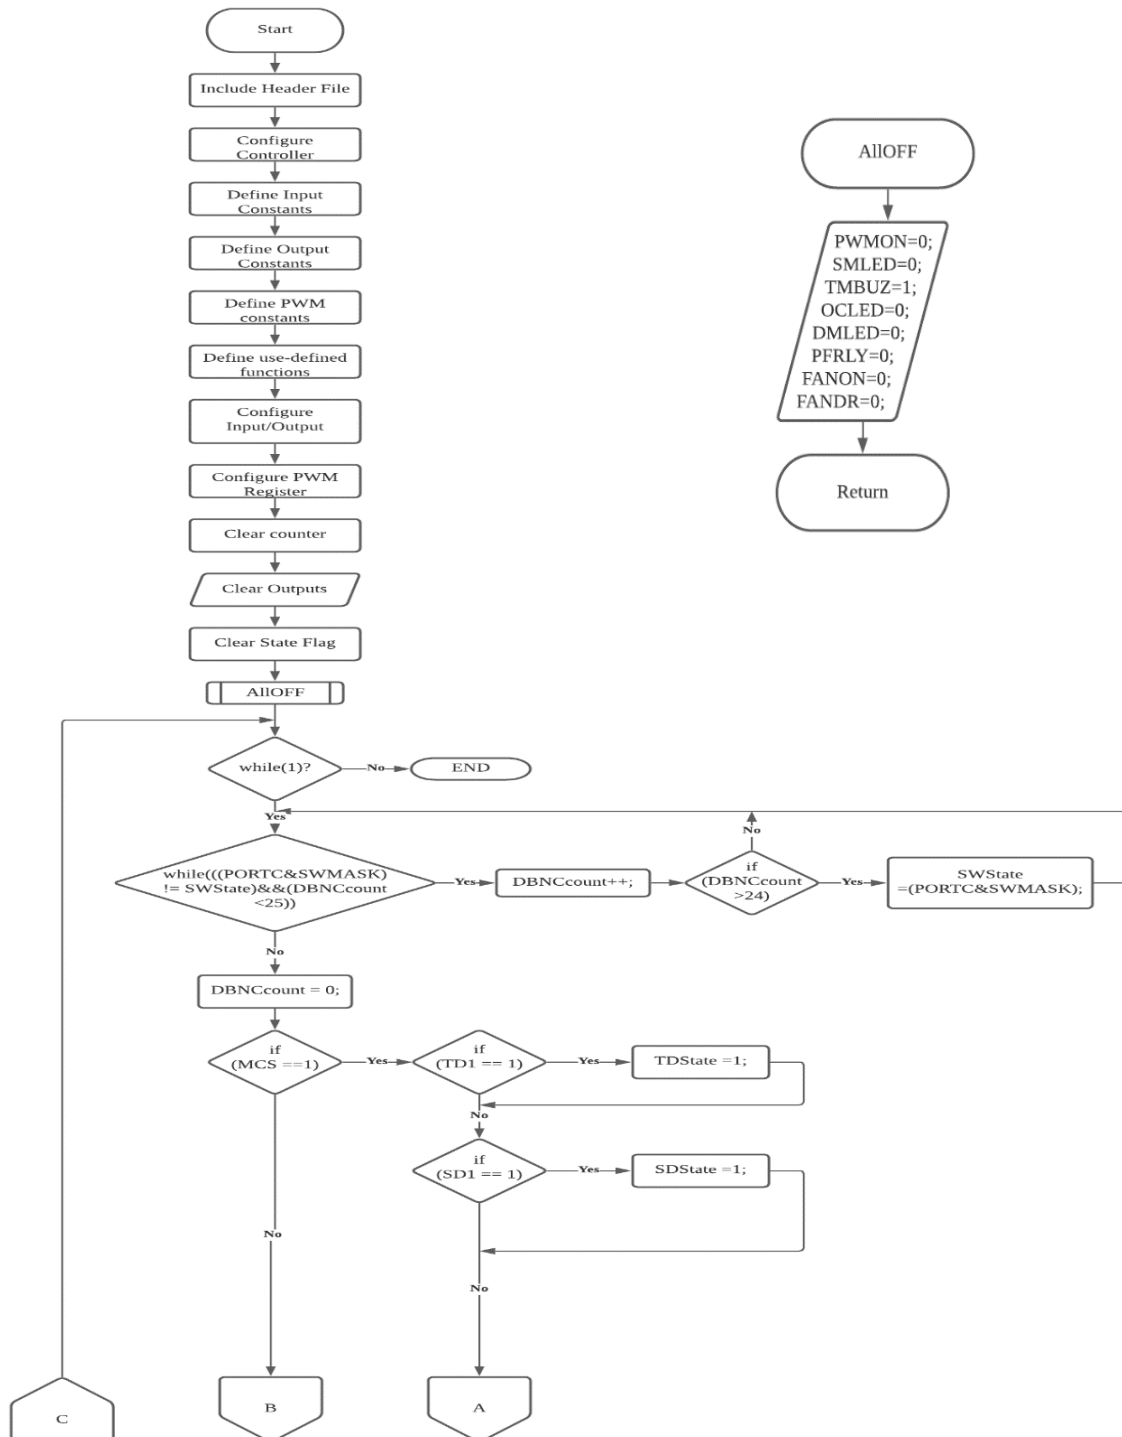 Start
Include Header File
Configure
Controller
Define Input
Constants
Define Output
Constants
Define PWM
constants
Define use-defined
functions
Configure
Input/Output
Configure PWM
Register
Clear counter
Clear Outputs
Clear State Flag
AllOFF
while(1)?
No
END
Yes
while(((PORTC&SWMASK)
!= SWState)&&(DBNCcount
<25))
Yes
DBNCcount++;
if
(DBNCcount
>24)
No
Yes
SWState
=(PORTC&SWMASK);
No
DBNCcount = 0;
if
(MCS ==1)
Yes
if
(TD1 == 1)
Yes
TDState =1;
No
if
(SD1 == 1)
Yes
SDState =1;
No
No
C
B
A
AllOFF
PWMON=0;
SMLED=0;
TMBUZ=1;
OCLED=0;
DMLED=0;
PFRLY=0;
FANON=0;
FANDR=0;
Return